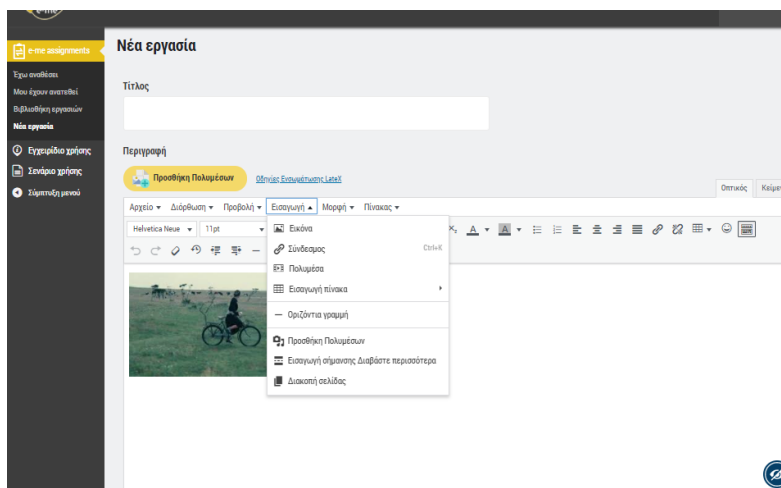 e-me
e-me assignments
Έχω αναθέσει
Μου έχουν ανατεθεί
Βιβλιοθήκη εργασιών
Νέα εργασία
Εγχειρίδιο χρήσης
Σενάριο χρήσης
Σύμπτυξη μενού
Νέα εργασία
Τίτλος
Περιγραφή
Προσθήκη Πολυμέσων Οδηγίες Ενσωμάτωσης LateX
Οπτικός Κείμεν
Αρχείο Διόρθωση Προβολή Εισαγωγή Μορφή Πίνακας
Helvetica Neue 11pt
Εικόνα
Σύνδεσμος Ctrl+K
Πολυμέσα
Εισαγωγή πίνακα
Οριζόντια γραμμή
Προσθήκη Πολυμέσων
Εισαγωγή σήμανσης Διαβάστε περισσότερα
Διακοπή σελίδας